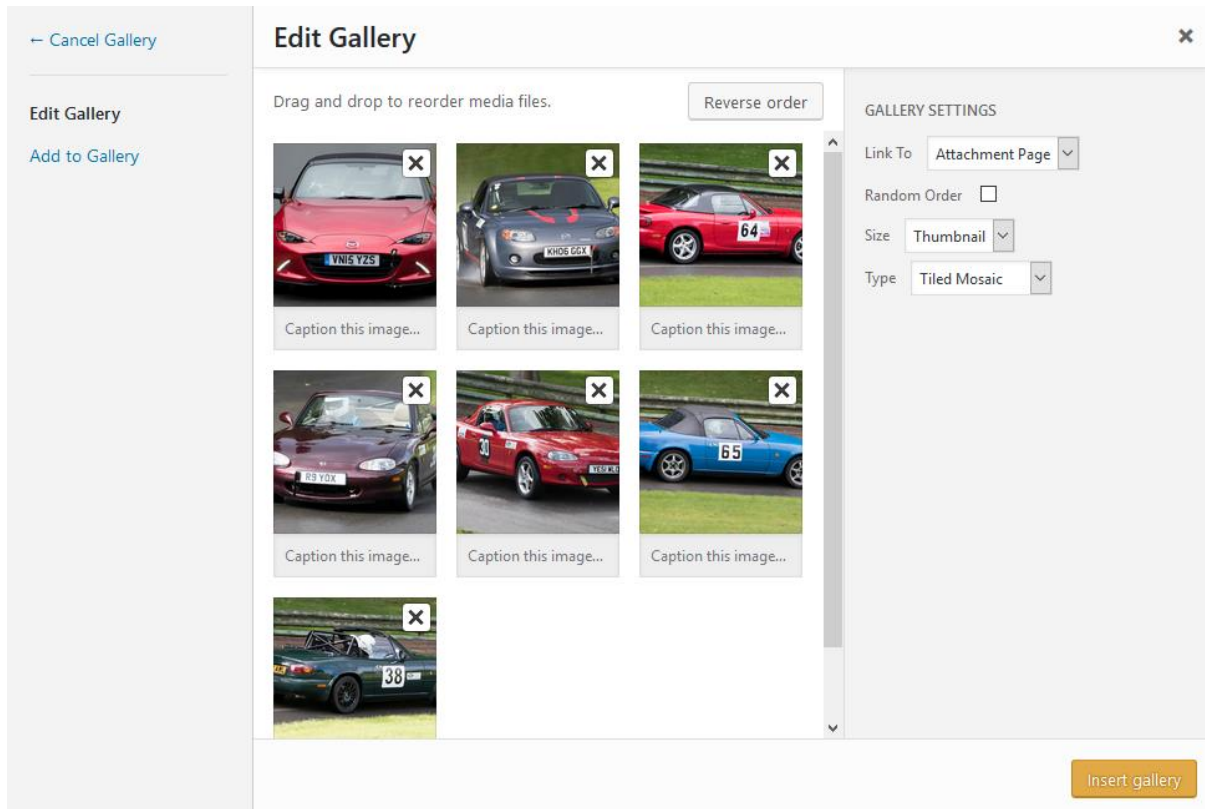 ← Cancel Gallery
Edit Gallery
Add to Gallery
Edit Gallery
Drag and drop to reorder media files.
Reverse order
VN15 YZS
KH06 GGX
64
Caption this image...
Caption this image...
Caption this image...
R9 YOX
30
65
Caption this image...
Caption this image...
Caption this image...
38
GALLERY SETTINGS
Link To Attachment Page
Random Order
Size Thumbnail
Type Tiled Mosaic
Insert gallery